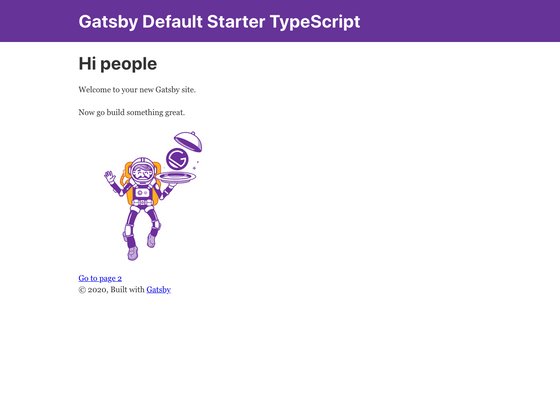 Gatsby Default Starter TypeScript
Hi people
Welcome to your new Gatsby site.
Now go build something great.
Go to page 2
© 2020, Built with Gatsby